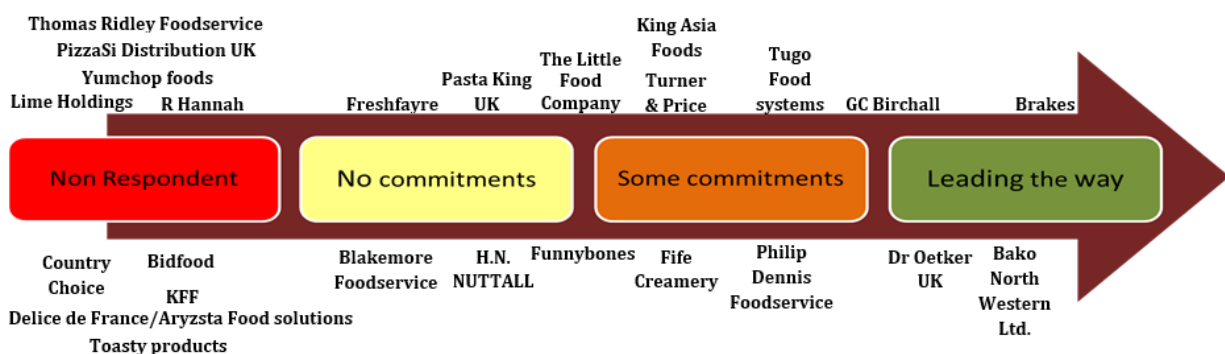 Thomas Ridley Foodservice
PizzaSi Distribution UK
Yumchop foods
Lime Holdings
R Hannah
Freshfayre
Pasta King
UK
The Little
Food
Company
King Asia
Foods
Turner
& Price
Tugo
Food
systems
GC Birchall
Brakes
Non Respondent
No commitments
Some commitments
Leading the way
Country
Choice
Bidfood
KFF
Delice de France/Aryzsta Food solutions
Toasty products
Blakemore
Foodservice
H.N.
NUTTALL
Funnybones
Fife
Creamery
Philip
Dennis
Foodservice
Dr Oetker
UK
Bako
North
Western
Ltd.